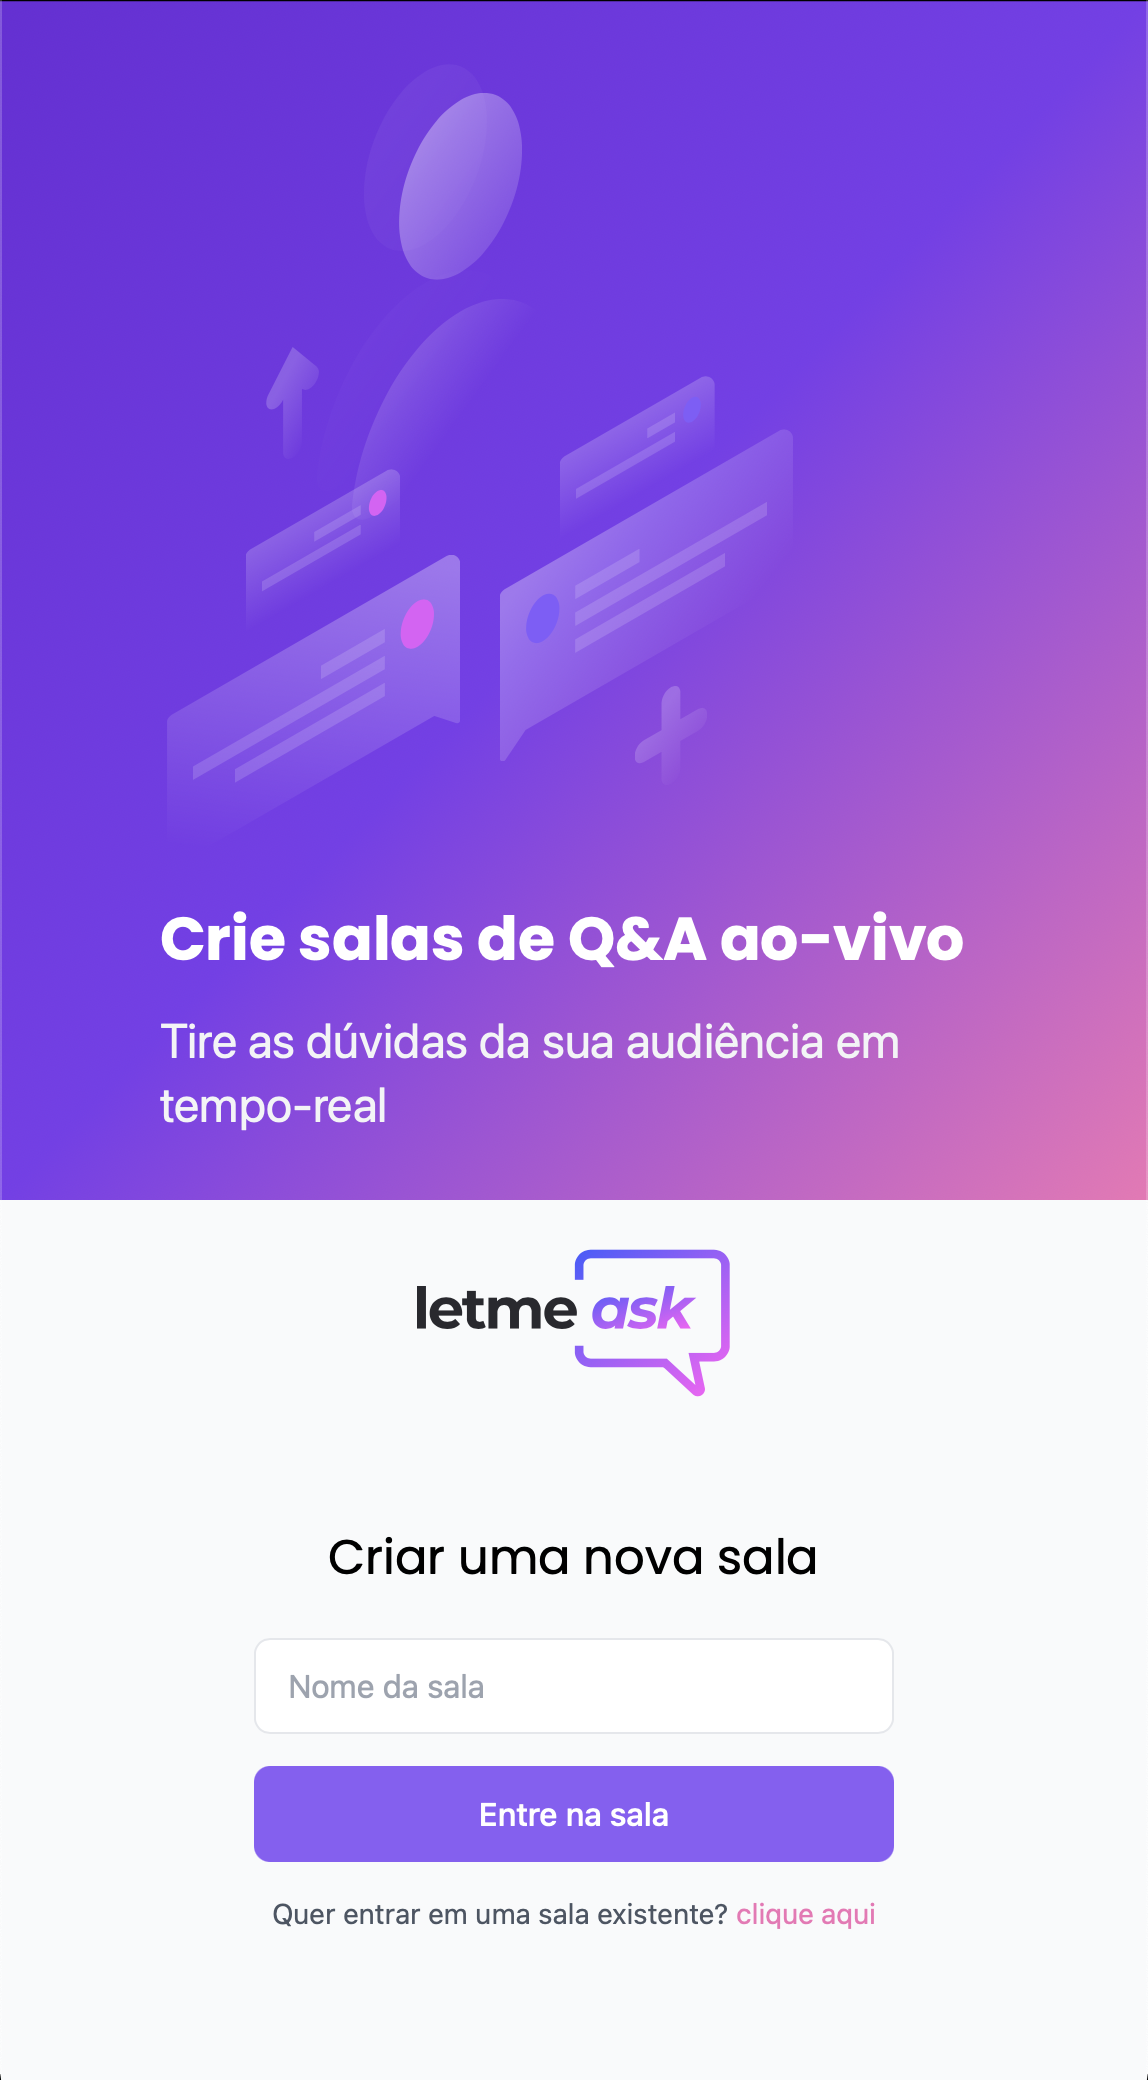 Crie salas de Q&A ao-vivo
Tire as dúvidas da sua audiência em
tempo-real
letme ask
Criar uma nova sala
Nome da sala
Entre na sala
Quer entrar em uma sala existente? clique aqui